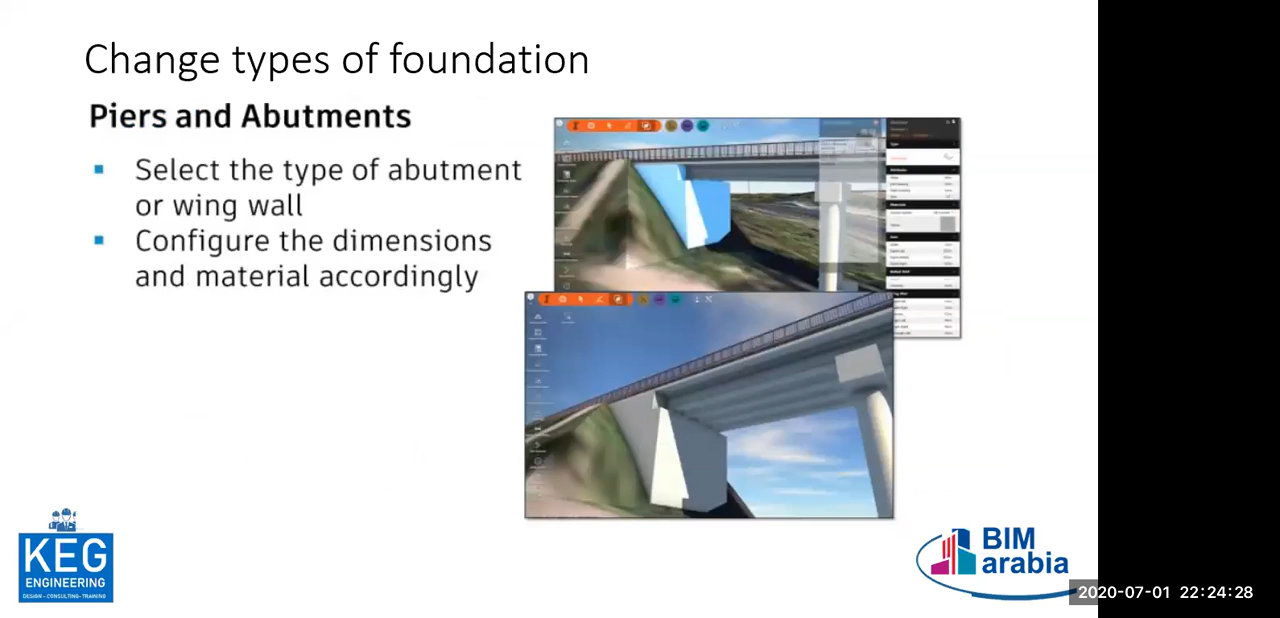 Change types of foundation
Piers and Abutments
Select the type of abutment
or wing wall
Configure the dimensions
and material accordingly
KEG
ENGINEERING
DESIGN - CONSULTING - TRAINING
BIM
arabia
2020-07-01 22:24:28